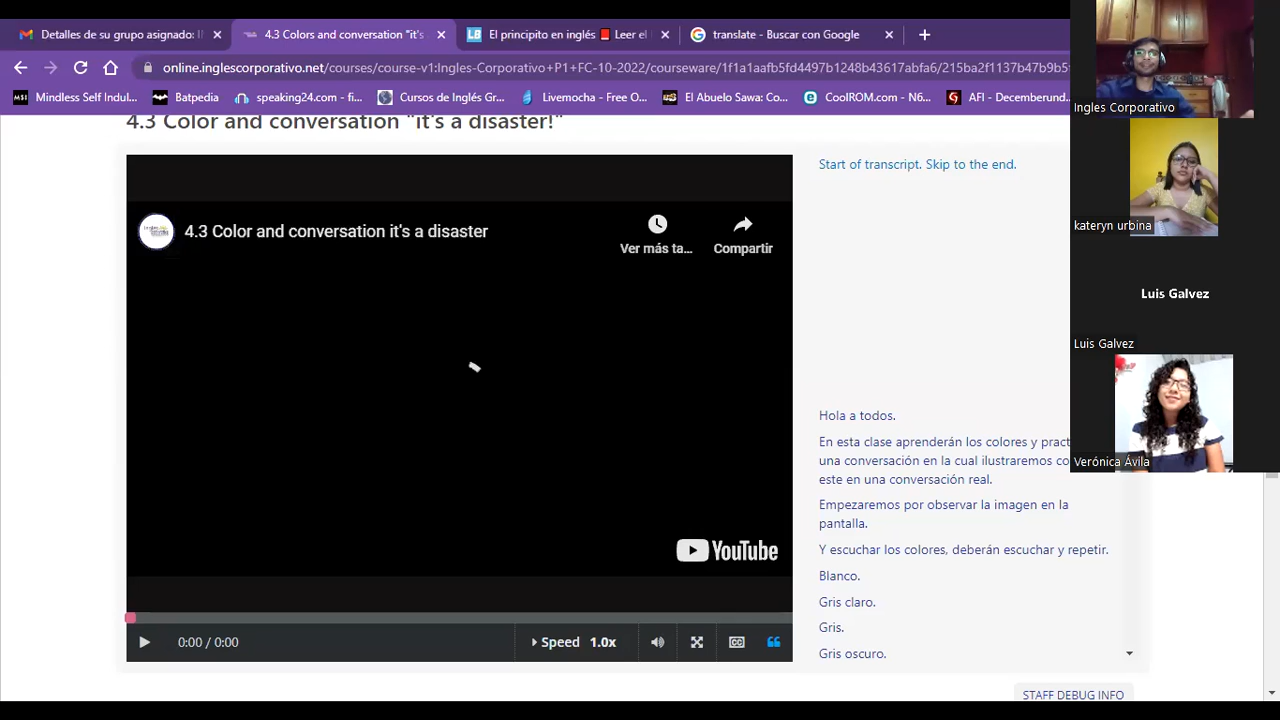 Detalles de su grupo asignado: I
4.3 Colors and conversation "it's
El principito en inglés 📕 Leer el
translate - Buscar con Google
online.inglescorporativo.net/courses/course-v1:Ingles-Corporativo+P1+FC-10-2022/courseware/1f1a1aafb5fd4497b1248b43617abfa6/215ba2f1137b47b9b5
Mindless Self Indul...
Batpedia
speaking24.com - fi...
Cursos de Inglés Gr...
Livemocha - Free O...
El Abuelo Sawa: Co...
CoolROM.com - N6...
AFI - Decemberund...
4.3 Color and conversation "it's a disaster!"
4.3 Color and conversation it's a disaster
Ver más ta...
Compartir
YouTube
0:00 / 0:00
Speed 1.0x
Start of transcript. Skip to the end.
Hola a todos.
En esta clase aprenderán los colores y pract
una conversación en la cual ilustraremos co
este en una conversación real.
Empezaremos por observar la imagen en la
pantalla.
Y escuchar los colores, deberán escuchar y repetir.
Blanco.
Gris claro.
Gris.
Gris oscuro.
STAFF DEBUG INFO
Ingles Corporativo
kateryn urbina
Luis Galvez
Luis Galvez
Verónica Ávila